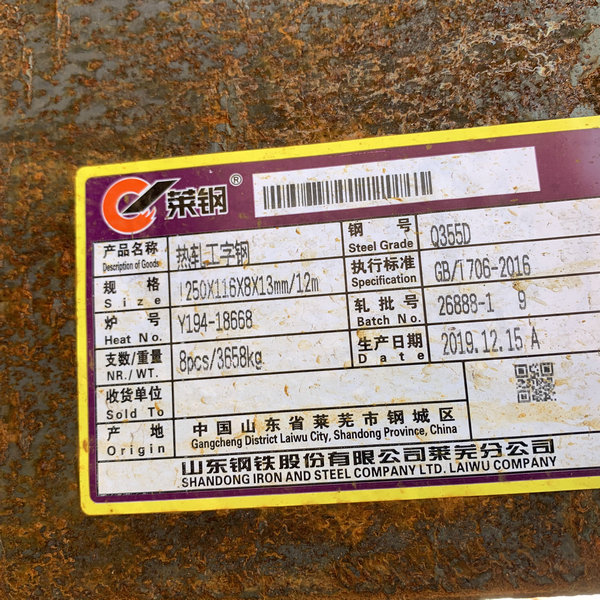 莱钢®
产品名称 热轧工字钢 钢号 Q355D
Description of Goods Steel Grade
规格 I250X116X8X13mm/12m 执行标准 GB/T706-2016
Size Specification
炉号 Y194-18668 轧批号 26888-1 9
Heat No. Batch No.
支数/重量 8pcs/3658kg 生产日期 2019.12.15 A
NR./WT. Date
收货单位
Sold To
产地 中国山东省莱芜市钢城区
Origin Gangcheng District Laiwu City, Shandong Province, China
山东钢铁股份有限公司莱芜分公司
SHANDONG IRON AND STEEL COMPANY LTD. LAIWU COMPANY